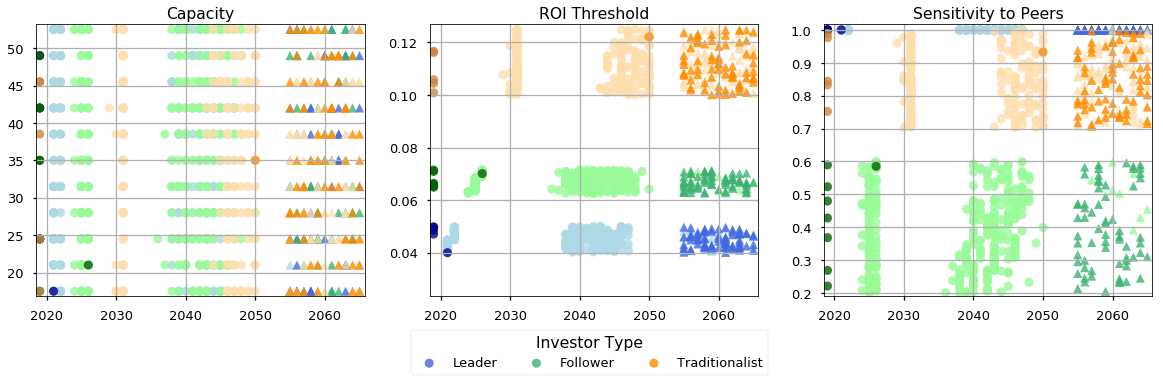 Capacity
ROI Threshold
Sensitivity to Peers
50
45
40
35
30
25
20
2020 2030 2040 2050 2060
0.12
0.10
0.08
0.06
0.04
2020 2030 2040 2050 2060
1.0
0.9
0.8
0.7
0.6
0.5
0.4
0.3
0.2
2020 2030 2040 2050 2060
Investor Type
Leader Follower Traditionalist